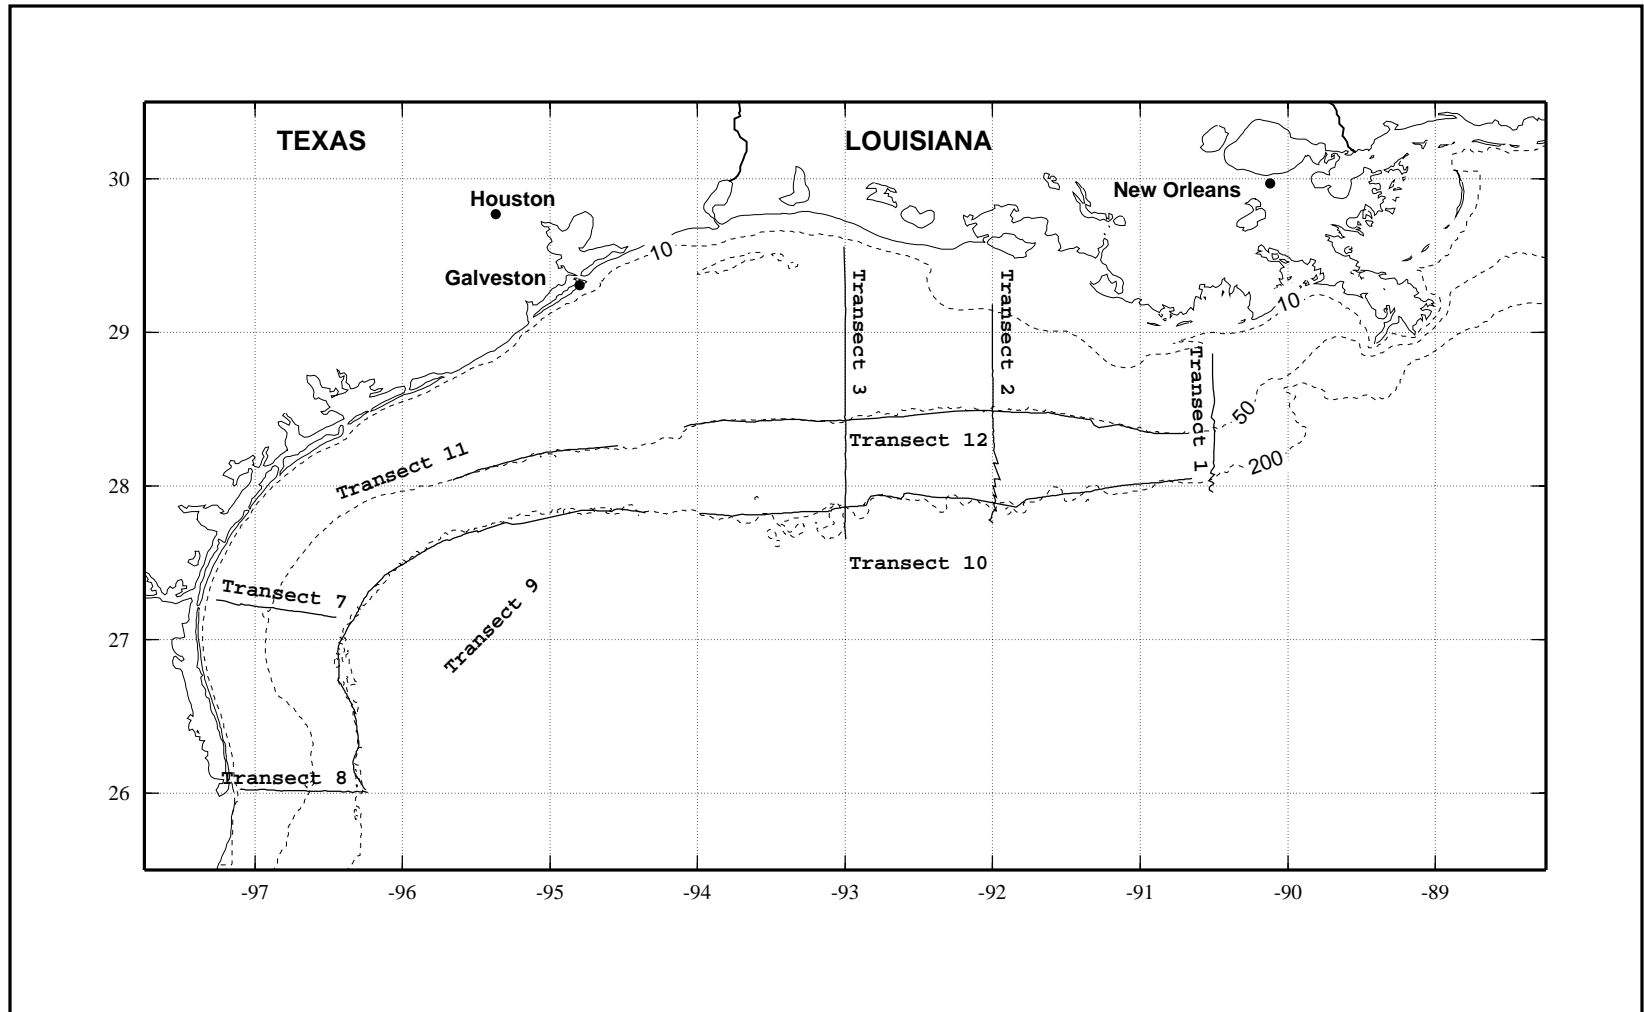 TEXAS
LOUISIANA
30
Houston
New Orleans
10
Galveston
Transect 3
Transect 2
10
29
Transect 1
50
Transect 12
Transect 11
200
28
Transect 10
Transect 7
Transect 9
27
Transect 8
26
-97 -96 -95 -94 -93 -92 -91 -90 -89